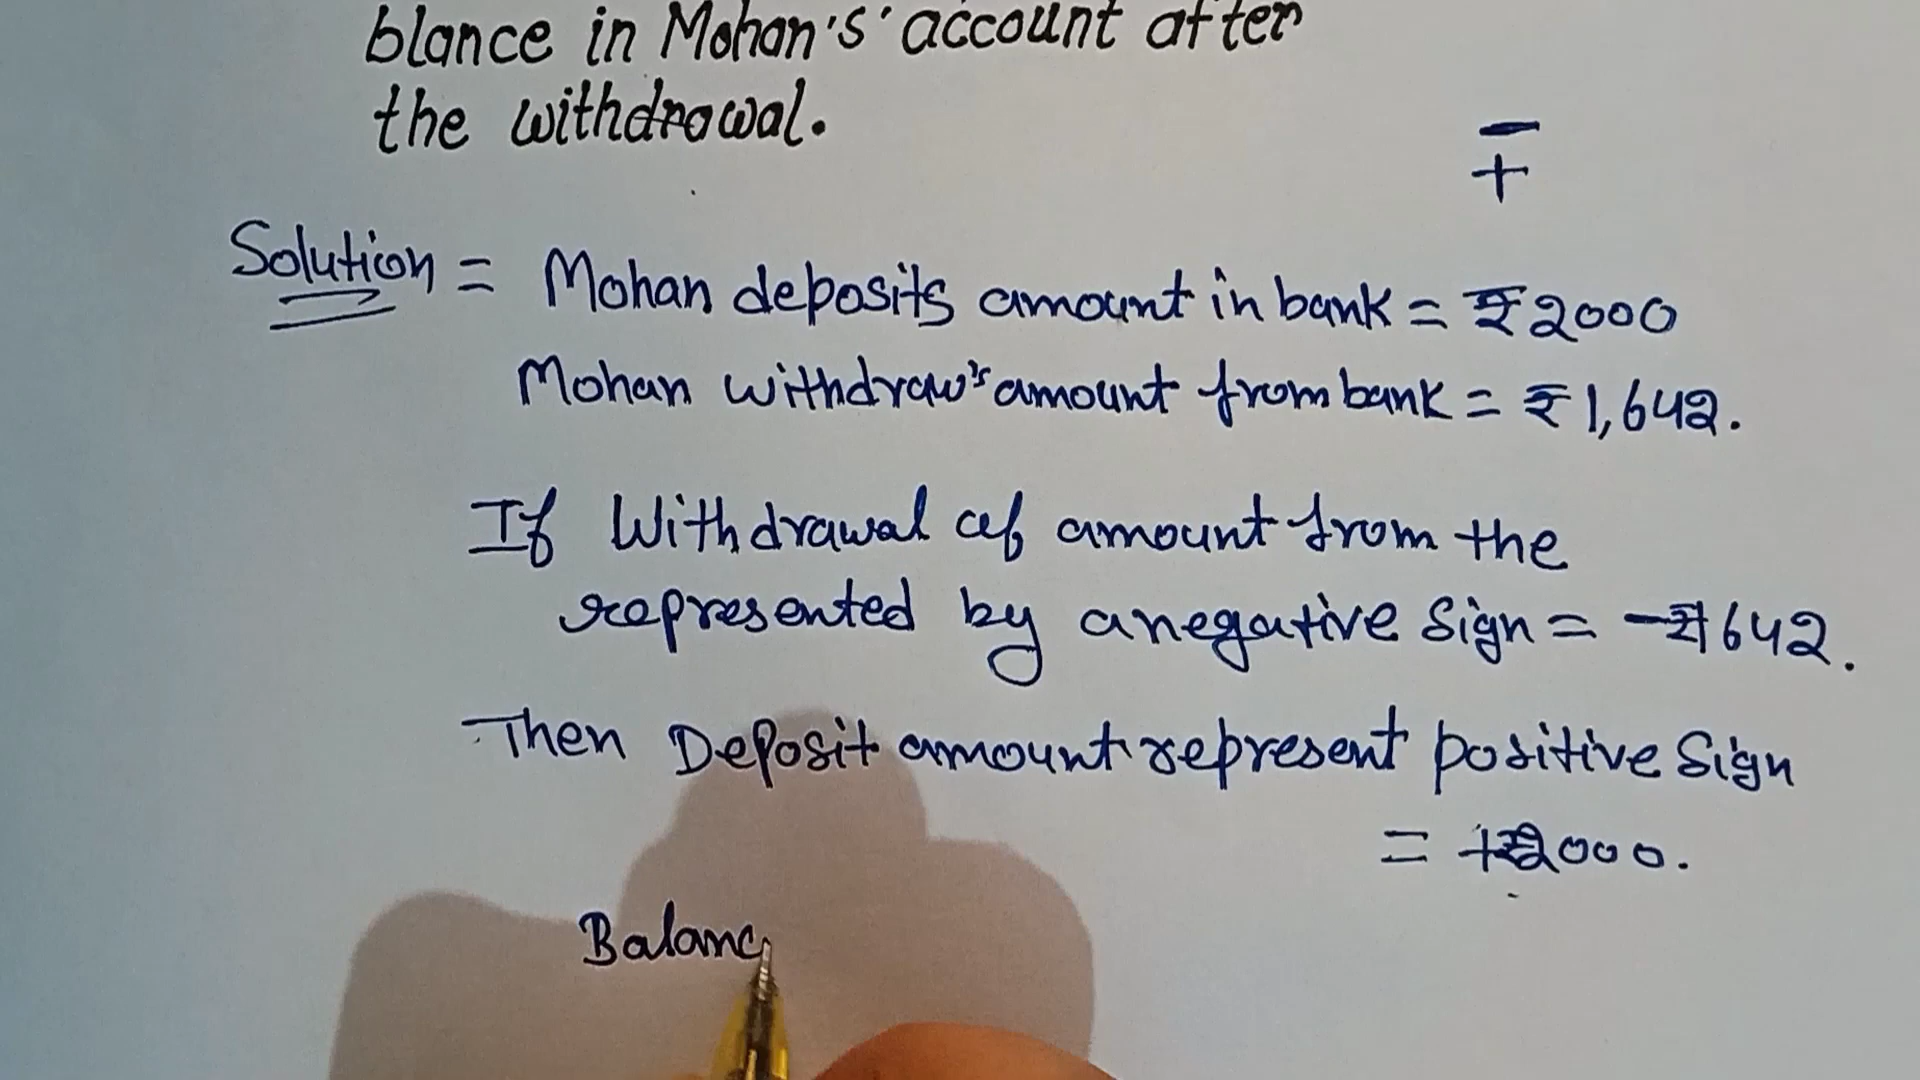 blance in Mohan's' account after
the withdrawal.
-
+
Solution = Mohan deposits amount in bank = ₹2000
Mohan withdraw's amount from bank = ₹1,642.
If Withdrawal of amount from the
represented by a negative sign = -₹1642.
Then Deposit amount represent positive sign
= +₹2000.
Balanc